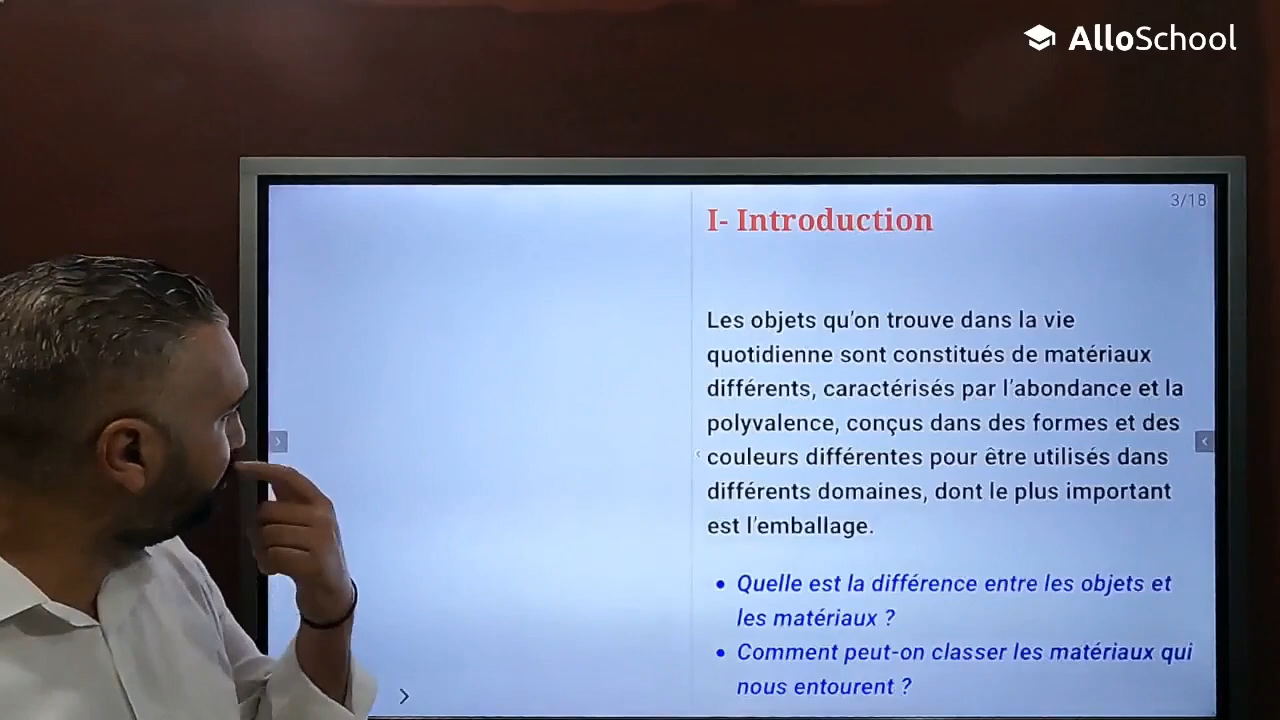 AlloSchool
3/18
I- Introduction
Les objets qu'on trouve dans la vie
quotidienne sont constitués de matériaux
différents, caractérisés par l'abondance et la
polyvalence, conçus dans des formes et des
couleurs différentes pour être utilisés dans
différents domaines, dont le plus important
est l'emballage.
• Quelle est la différence entre les objets et
les matériaux ?
• Comment peut-on classer les matériaux qui
nous entourent ?